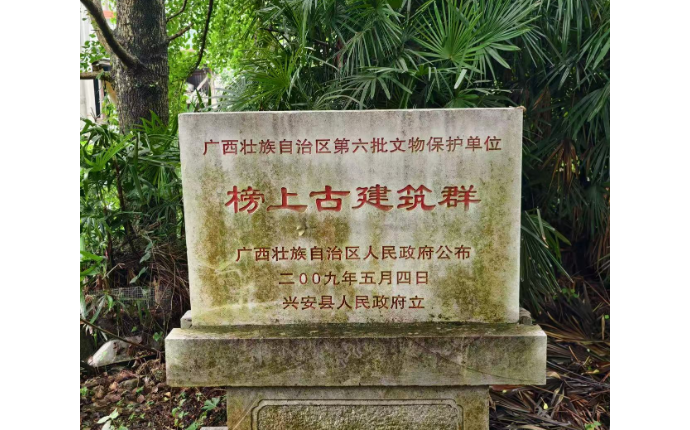 广西壮族自治区第六批文物保护单位
榜上古建筑群
广西壮族自治区人民政府公布
二00九年五月四日
兴安县人民政府立